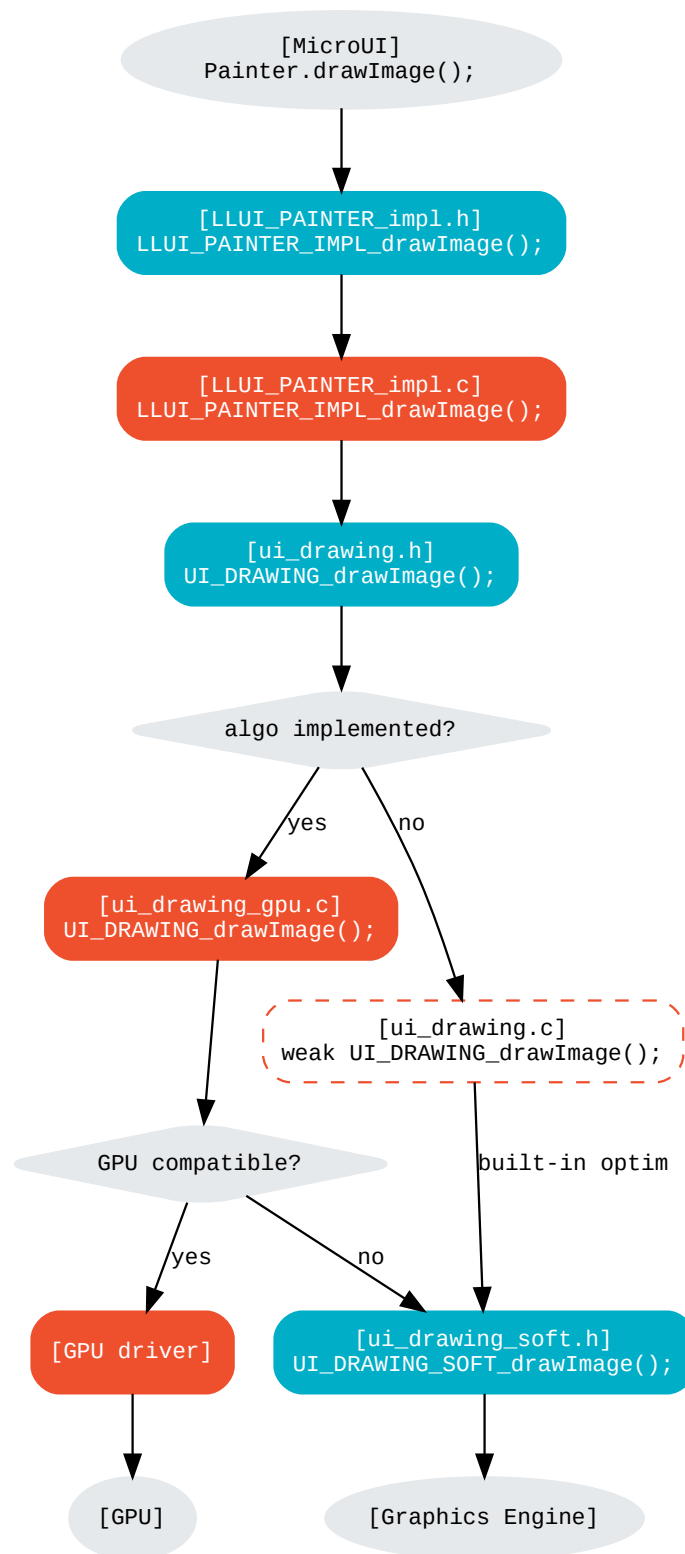 [MicroUI]
Painter.drawImage();
[LLUI_PAINTER_impl.h]
LLUI_PAINTER_IMPL_drawImage();
[LLUI_PAINTER_impl.c]
LLUI_PAINTER_IMPL_drawImage();
[ui_drawing.h]
UI_DRAWING_drawImage();
algo implemented?
yes
no
[ui_drawing_gpu.c]
UI_DRAWING_drawImage();
[ui_drawing.c]
weak UI_DRAWING_drawImage();
GPU compatible?
built-in optim
yes
no
[GPU driver]
[ui_drawing_soft.h]
UI_DRAWING_SOFT_drawImage();
[GPU]
[Graphics Engine]